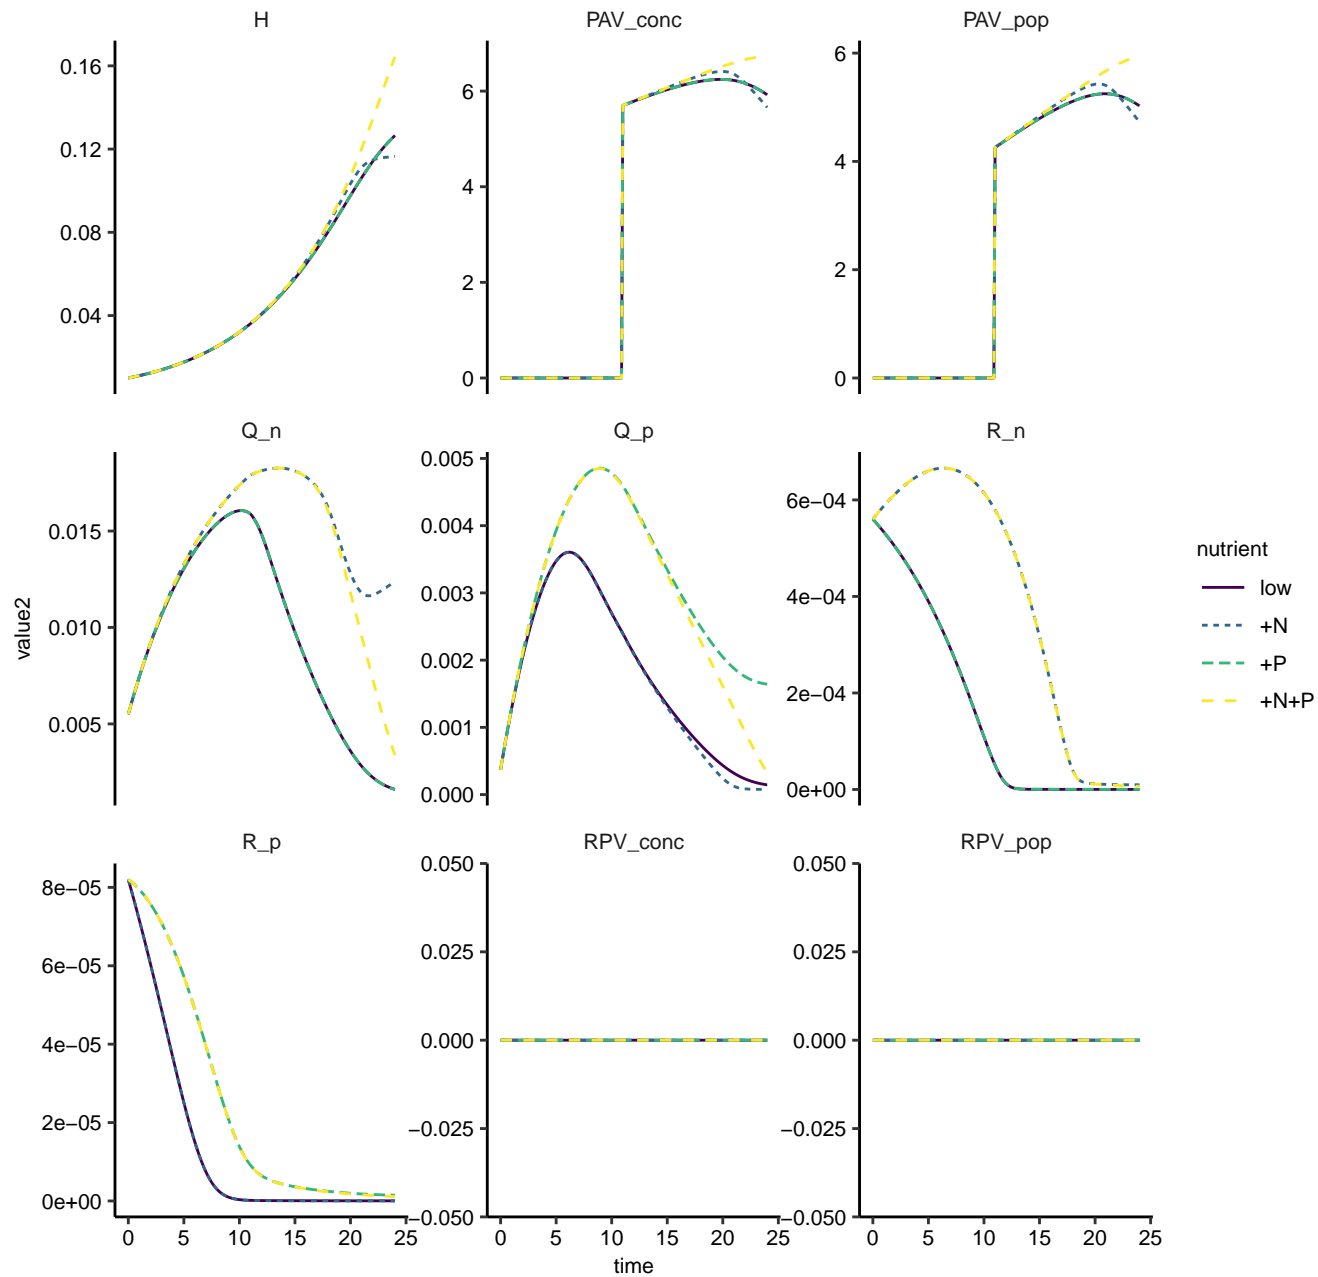 H PAV_conc PAV_pop
0.16
0.12
0.08
0.04
6
4
2
0
6
4
2
0
Q_n Q_p R_n
0.015
0.010
0.005
0.005
0.004
0.003
0.002
0.001
0.000
6e−04
4e−04
2e−04
0e+00
R_p RPV_conc RPV_pop
8e−05
6e−05
4e−05
2e−05
0e+00
0.050
0.025
0.000
−0.025
−0.050
0.050
0.025
0.000
−0.025
−0.050
0 5 10 15 20 25
0 5 10 15 20 25
0 5 10 15 20 25
time
value2
nutrient
low
+N
+P
+N+P